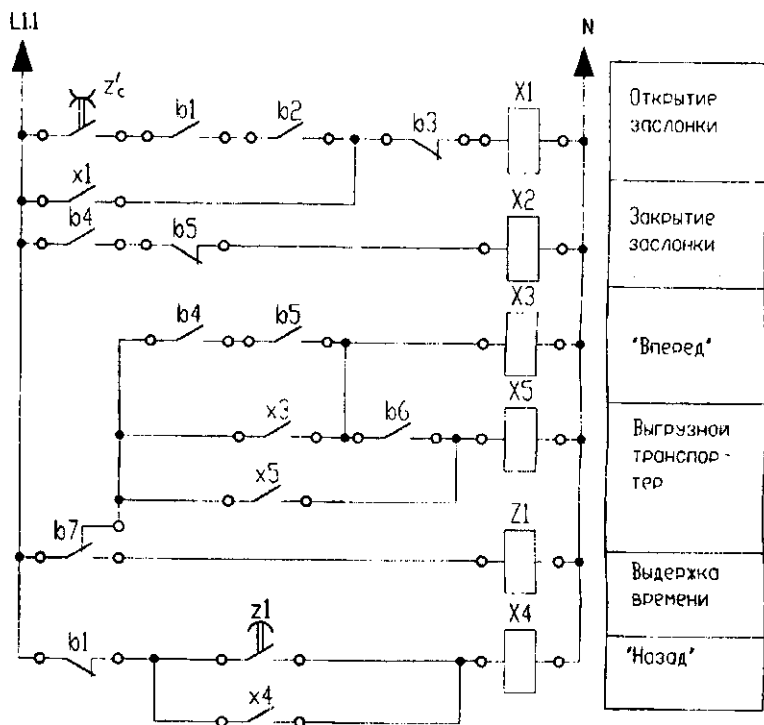 L1.1
N
z'c
b1
b2
b3
X1
Открытие
заслонки
x1
b4
b5
X2
Закрытие
заслонки
b4
b5
X3
"Вперед"
x3
b6
X5
Выгрузной
транспор-
тер
x5
b7
Z1
Выдержка
времени
b1
z1
X4
"Назад"
x4